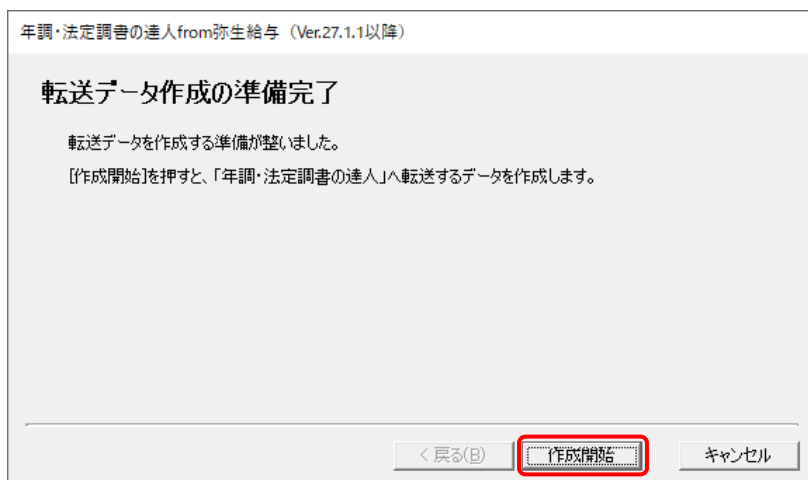 年調・法定調書の達人from弥生給与（Ver.27.1.1以降）
転送データ作成の準備完了
転送データを作成する準備が整いました。
[作成開始]を押すと、「年調・法定調書の達人」へ転送するデータを作成します。
< 戻る(B) 作成開始 キャンセル